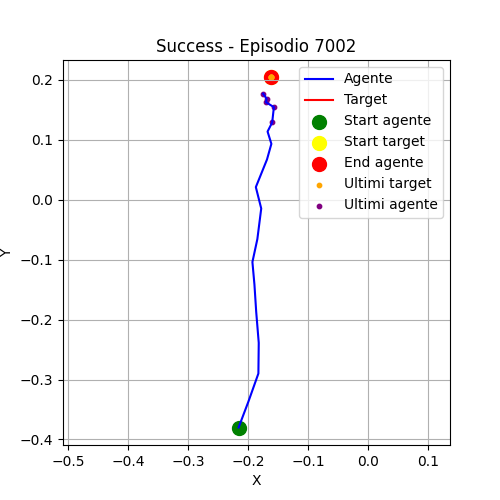 Success - Episodio 7002
Agente
Target
Start agente
Start target
End agente
Ultimi target
Ultimi agente
0.2
0.1
0.0
−0.1
−0.2
−0.3
−0.4
Y
−0.5
−0.4
−0.3
−0.2
−0.1
0.0
0.1
X